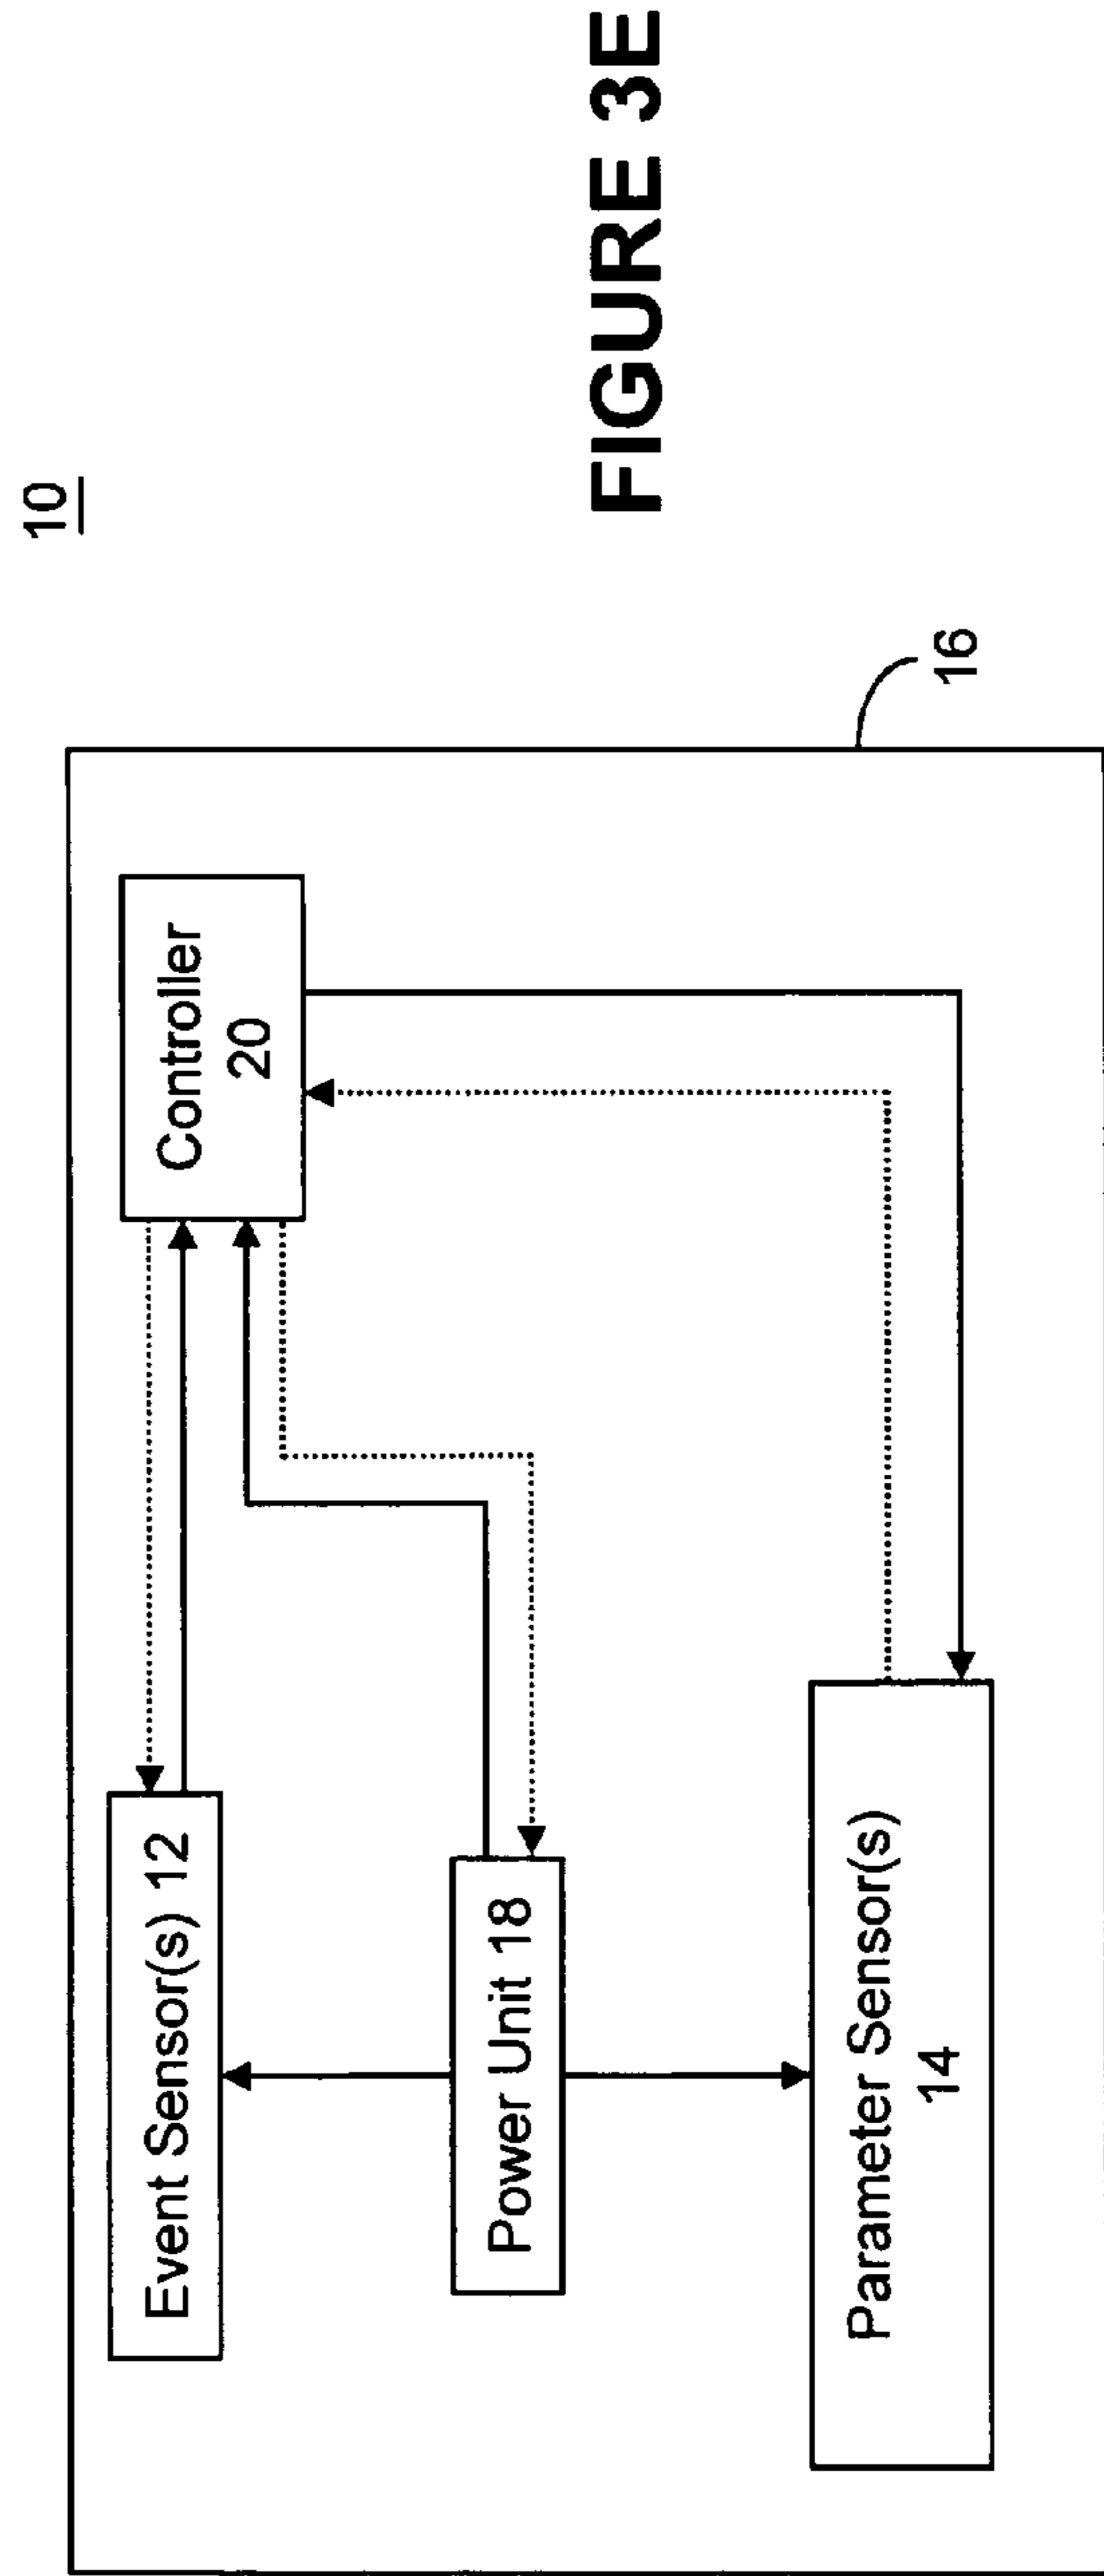 10
Event Sensor(s) 12
Controller
20
Power Unit 18
Parameter Sensor(s)
14
16
FIGURE 3E